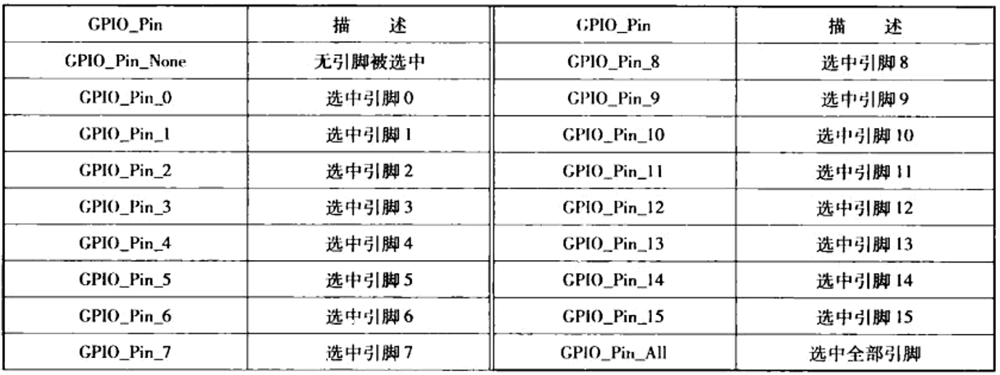 GPIO_Pin 描 述 GPIO_Pin 描 述
GPIO_Pin_None 无引脚被选中 GPIO_Pin_8 选中引脚8
GPIO_Pin_0 选中引脚0 GPIO_Pin_9 选中引脚9
GPIO_Pin_1 选中引脚1 GPIO_Pin_10 选中引脚10
GPIO_Pin_2 选中引脚2 GPIO_Pin_11 选中引脚11
GPIO_Pin_3 选中引脚3 GPIO_Pin_12 选中引脚12
GPIO_Pin_4 选中引脚4 GPIO_Pin_13 选中引脚13
GPIO_Pin_5 选中引脚5 GPIO_Pin_14 选中引脚14
GPIO_Pin_6 选中引脚6 GPIO_Pin_15 选中引脚15
GPIO_Pin_7 选中引脚7 GPIO_Pin_All 选中全部引脚